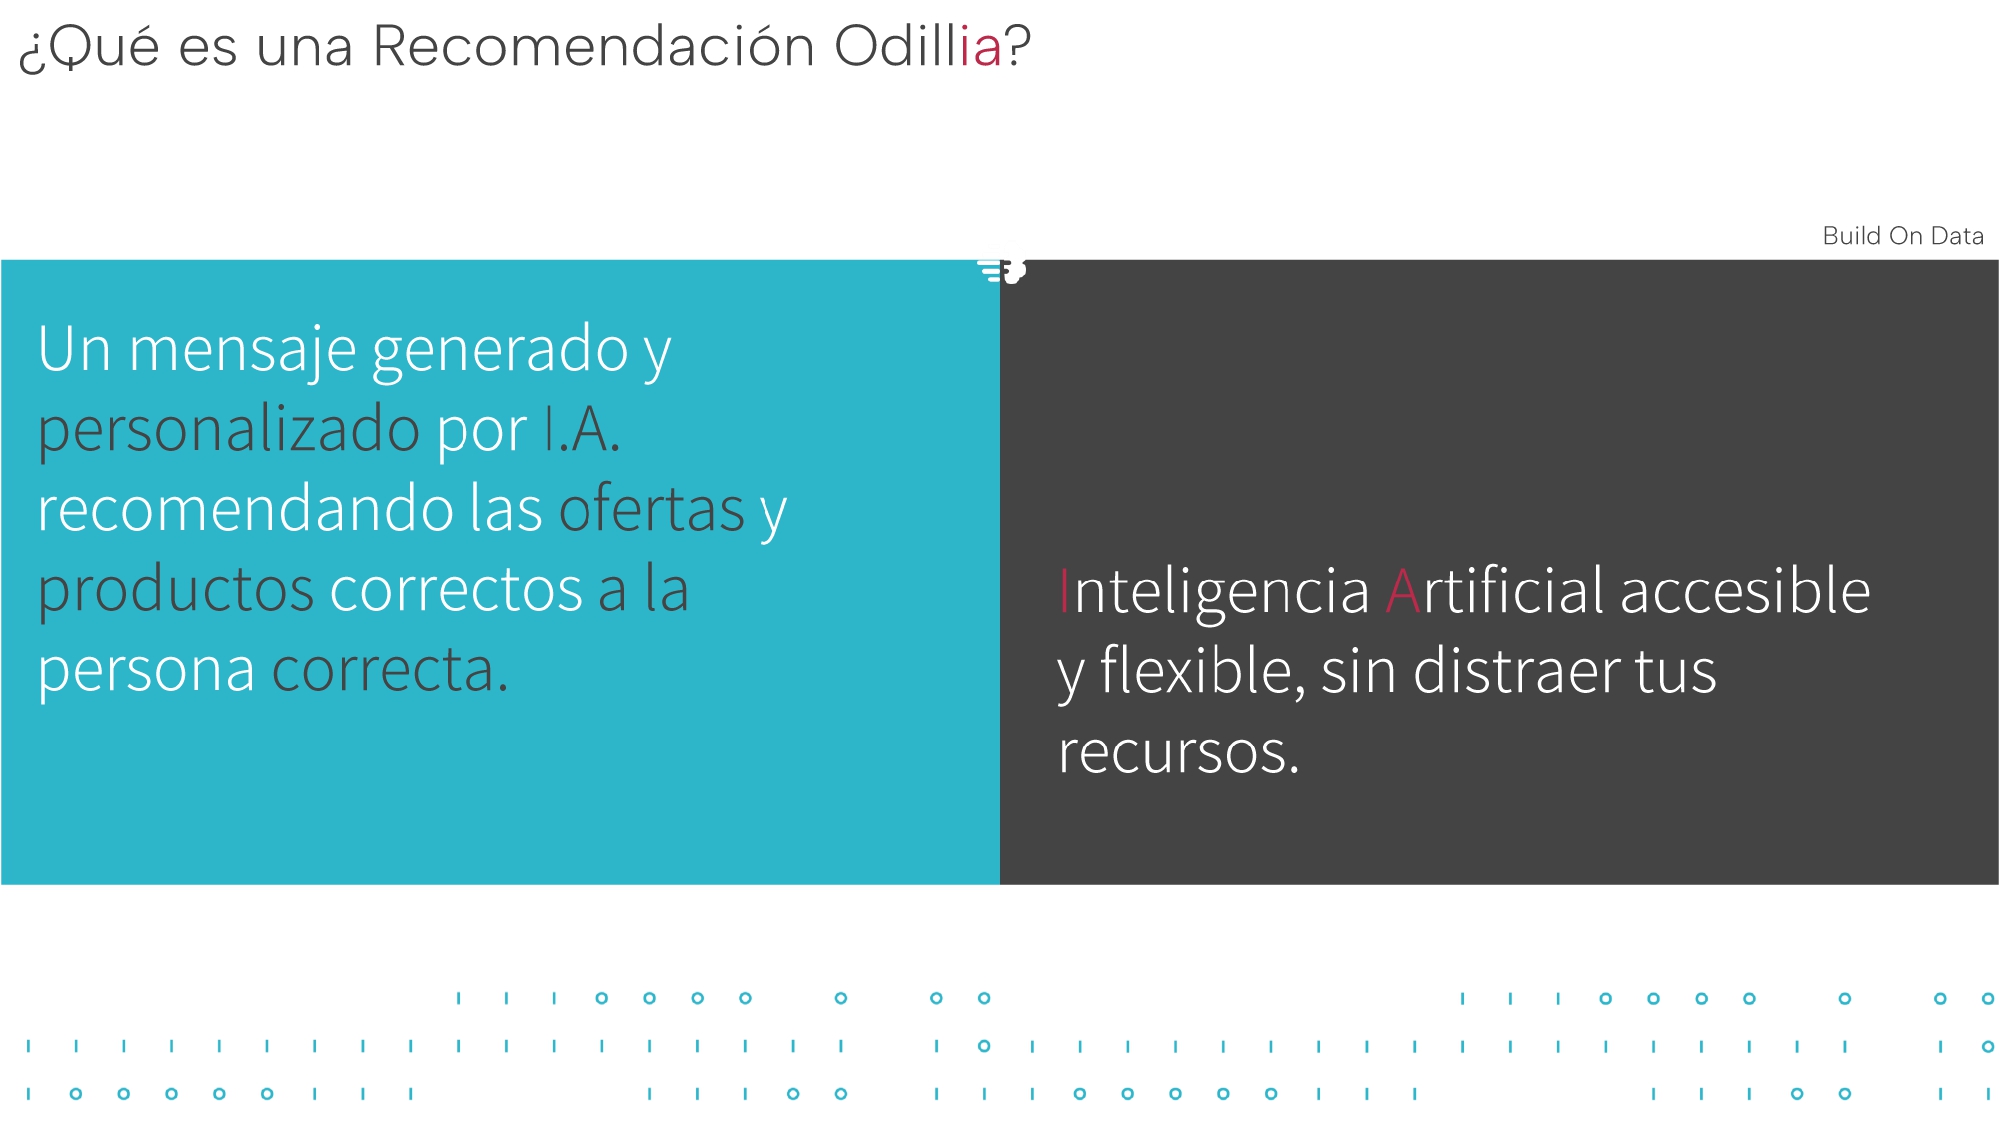 ¿Qué es una Recomendación Odillia?
Build On Data
Un mensaje generado y
personalizado por I.A.
recomendando las ofertas y
productos correctos a la
persona correcta.
Inteligencia Artificial accesible
y flexible, sin distraer tus
recursos.